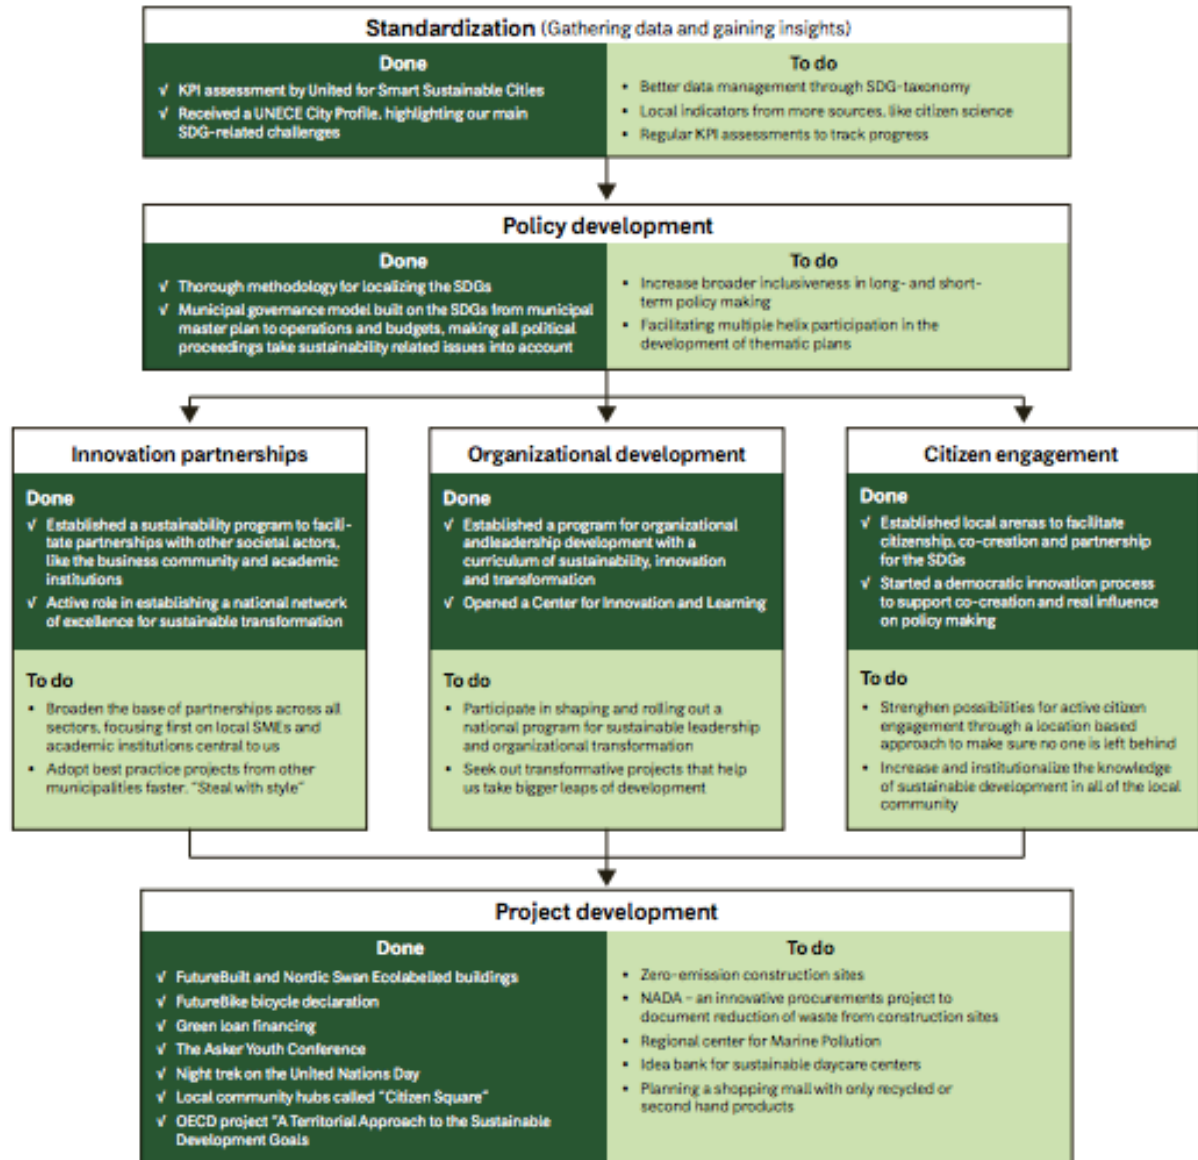 Standardization (Gathering data and gaining insights)
Done
√ KPI assessment by United for Smart Sustainable Cities
√ Received a UNECE City Profile, highlighting our main
SDG-related challenges
To do
• Better data management through SDG-taxonomy
• Local indicators from more sources, like citizen science
• Regular KPI assessments to track progress
Policy development
Done
√ Thorough methodology for localizing the SDGs
√ Municipal governance model built on the SDGs from municipal
master plan to operations and budgets, making all political
proceedings take sustainability related issues into account
To do
• Increase broader inclusiveness in long- and short-
term policy making
• Facilitating multiple helix participation in the
development of thematic plans
Innovation partnerships
Done
√ Established a sustainability program to facili-
tate partnerships with other societal actors,
like the business community and academic
institutions
√ Active role in establishing a national network
of excellence for sustainable transformation
To do
• Broaden the base of partnerships across all
sectors, focusing first on local SMEs and
academic institutions central to us
• Adopt best practice projects from other
municipalities faster. "Steal with style"
Organizational development
Done
√ Established a program for organizational
andleadership development with a
curriculum of sustainability, innovation
and transformation
√ Opened a Center for Innovation and Learning
To do
• Participate in shaping and rolling out a
national program for sustainable leadership
and organizational transformation
• Seek out transformative projects that help
us take bigger leaps of development
Citizen engagement
Done
√ Established local arenas to facilitate
citizenship, co-creation and partnership
for the SDGs
√ Started a democratic innovation process
to support co-creation and real influence
on policy making
To do
• Strenghen possibilities for active citizen
engagement through a location based
approach to make sure no one is left behind
• Increase and institutionalize the knowledge
of sustainable development in all of the local
community
Project development
Done
√ FutureBuilt and Nordic Swan Ecolabelled buildings
√ FutureBike bicycle declaration
√ Green loan financing
√ The Asker Youth Conference
√ Night trek on the United Nations Day
√ Local community hubs called "Citizen Square"
√ OECD project "A Territorial Approach to the Sustainable
Development Goals
To do
• Zero-emission construction sites
• NADA – an innovative procurements project to
document reduction of waste from construction sites
• Regional center for Marine Pollution
• Idea bank for sustainable daycare centers
• Planning a shopping mall with only recycled or
second hand products